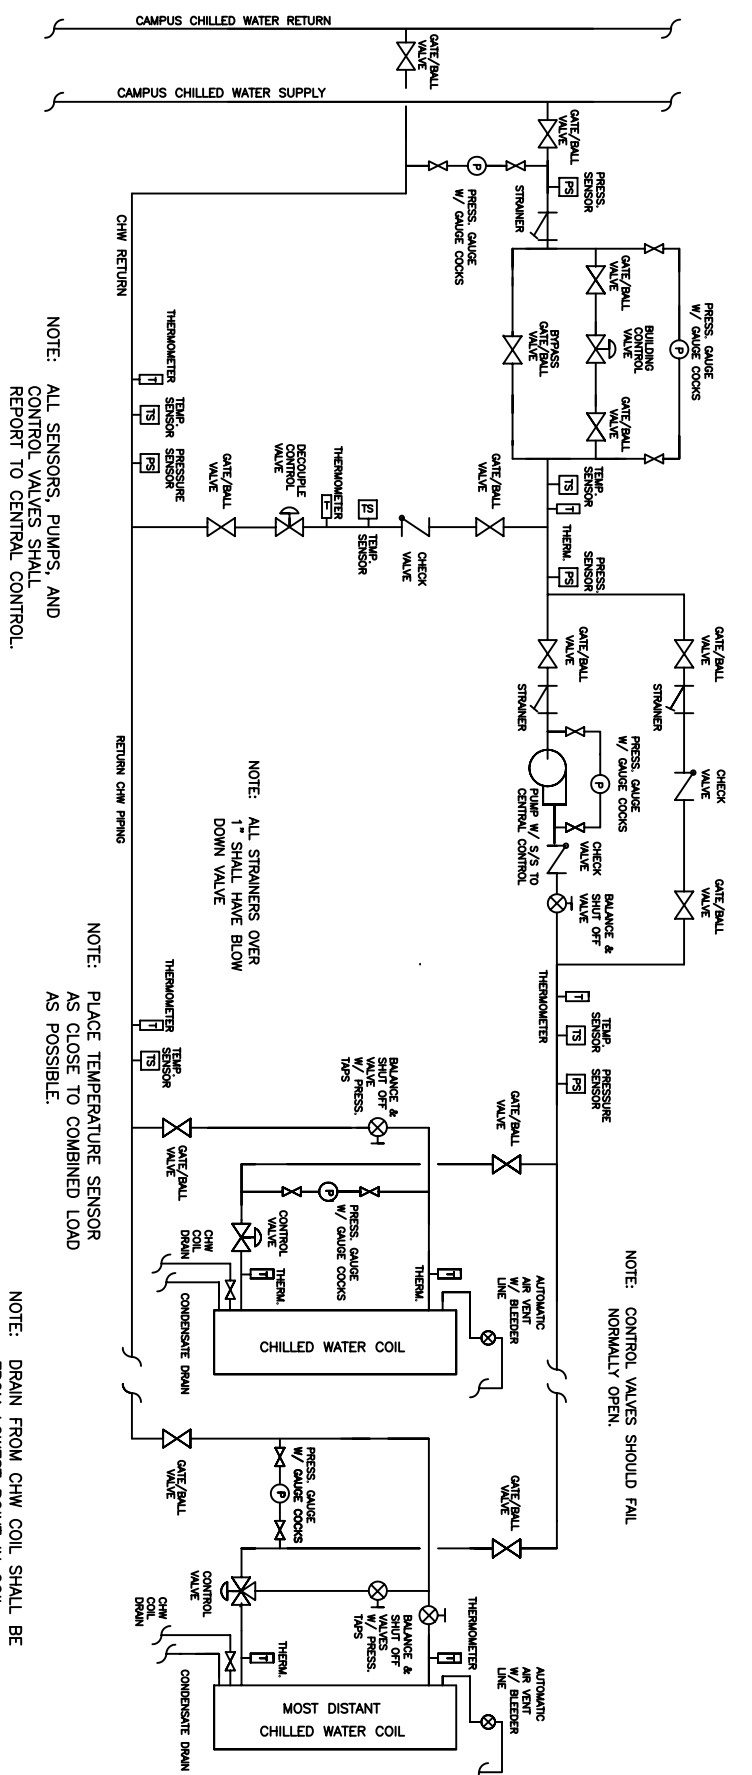 CAMPUS CHILLED WATER RETURN
GATE/BALL
VALVE
CAMPUS CHILLED WATER SUPPLY
GATE/BALL
VALVE
P
PRESS. GAUGE
W/ GAUGE COCKS
PRESS.
SENSOR
PS
STRAINER
CHW RETURN
GATE/BALL
VALVE
BYPASS
GATE/BALL
VALVE
BUILDING
CONTROL
VALVE
GATE/BALL
VALVE
PRESS. GAUGE
W/ GAUGE COCKS
P
THERMOMETER
T
TEMP.
SENSOR
TS
PRESSURE
SENSOR
PS
GATE/BALL
VALVE
DECOUPLE
CONTROL
VALVE
THERMOMETER
T
TS
TEMP.
SENSOR
CHECK
VALVE
GATE/BALL
VALVE
TEMP.
SENSOR
TS
T
THERM.
PRESS.
SENSOR
PS
NOTE: ALL SENSORS, PUMPS, AND
CONTROL VALVES SHALL
REPORT TO CENTRAL CONTROL.
GATE/BALL
VALVE
STRAINER
GATE/BALL
VALVE
STRAINER
PRESS. GAUGE
W/ GAUGE COCKS
P
PUMP W/ S/S TO
CENTRAL CONTROL
CHECK
VALVE
BALANCE &
SHUT OFF
VALVE
CHECK
VALVE
GATE/BALL
VALVE
RETURN CHW PIPING
NOTE: ALL STRAINERS OVER
1" SHALL HAVE BLOW
DOWN VALVE
NOTE: PLACE TEMPERATURE SENSOR
AS CLOSE TO COMBINED LOAD
AS POSSIBLE.
THERMOMETER
T
TEMP.
SENSOR
TS
THERMOMETER
T
TEMP.
SENSOR
TS
PRESSURE
SENSOR
PS
GATE/BALL
VALVE
BALANCE &
SHUT OFF
VALVE
W/ PRESS.
TAPS
GATE/BALL
VALVE
P
PRESS. GAUGE
W/ GAUGE COCKS
CONTROL
VALVE
CHW
COIL
DRAIN
CONDENSATE DRAIN
T
THERM.
THERM.
T
AUTOMATIC
AIR VENT
W/ BLEEDER
LINE
CHILLED WATER COIL
NOTE: CONTROL VALVES SHOULD FAIL
NORMALLY OPEN.
GATE/BALL
VALVE
PRESS. GAUGE
W/ GAUGE COCKS
P
GATE/BALL
VALVE
CONTROL
VALVE
BALANCE &
SHUT OFF
VALVES
W/ PRESS.
TAPS
CHW
COIL
DRAIN
CONDENSATE DRAIN
T
THERM.
THERMOMETER
T
AUTOMATIC
AIR VENT
W/ BLEEDER
LINE
MOST DISTANT
CHILLED WATER COIL
NOTE: DRAIN FROM CHW COIL SHALL BE